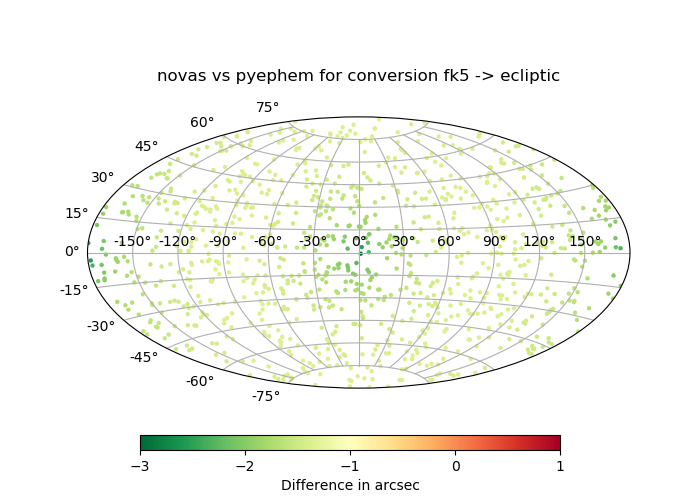 novas vs pyephem for conversion fk5 -> ecliptic
75°
60°
45°
30°
15°
-150° -120° -90° -60° -30° 0° 30° 60° 90° 120° 150°
0°
-15°
-30°
-45°
-60°
-75°
−3 −2 −1 0 1
Difference in arcsec